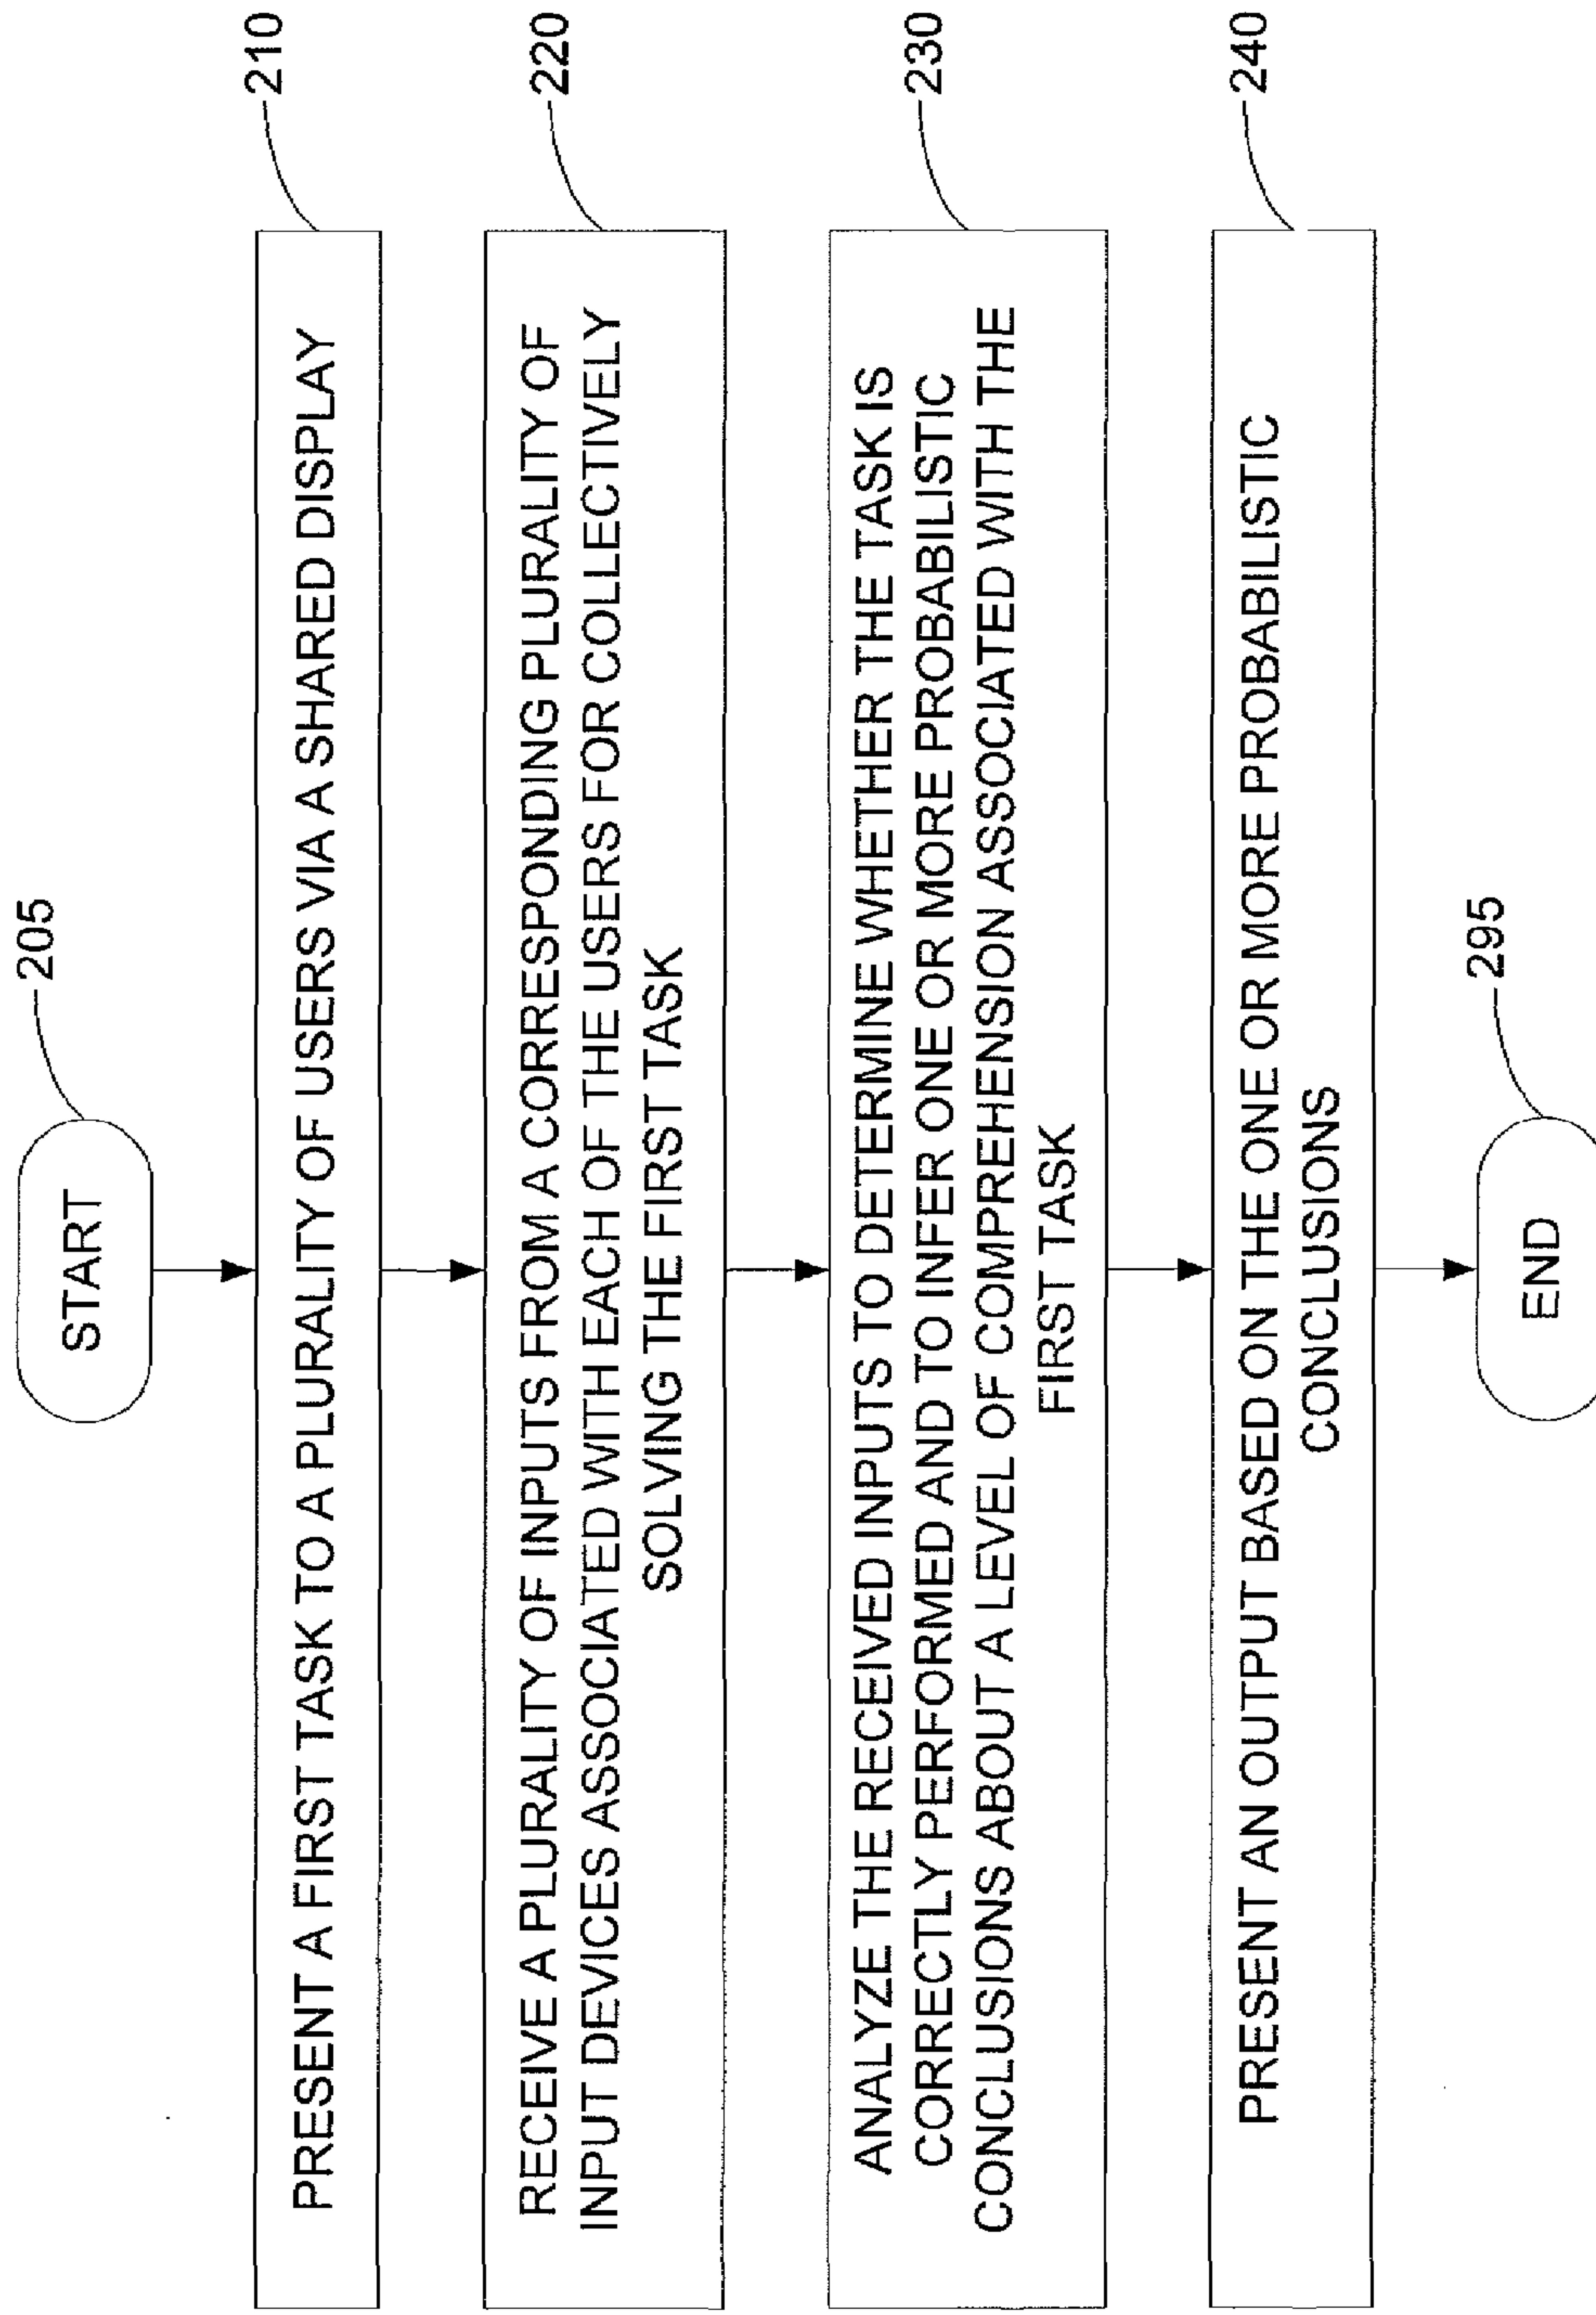 START
205
PRESENT A FIRST TASK TO A PLURALITY OF USERS VIA A SHARED DISPLAY
210
RECEIVE A PLURALITY OF INPUTS FROM A CORRESPONDING PLURALITY OF
INPUT DEVICES ASSOCIATED WITH EACH OF THE USERS FOR COLLECTIVELY
SOLVING THE FIRST TASK
220
ANALYZE THE RECEIVED INPUTS TO DETERMINE WHETHER THE TASK IS
CORRECTLY PERFORMED AND TO INFER ONE OR MORE PROBABILISTIC
CONCLUSIONS ABOUT A LEVEL OF COMPREHENSION ASSOCIATED WITH THE
FIRST TASK
230
PRESENT AN OUTPUT BASED ON THE ONE OR MORE PROBABILISTIC
CONCLUSIONS
240
END
295